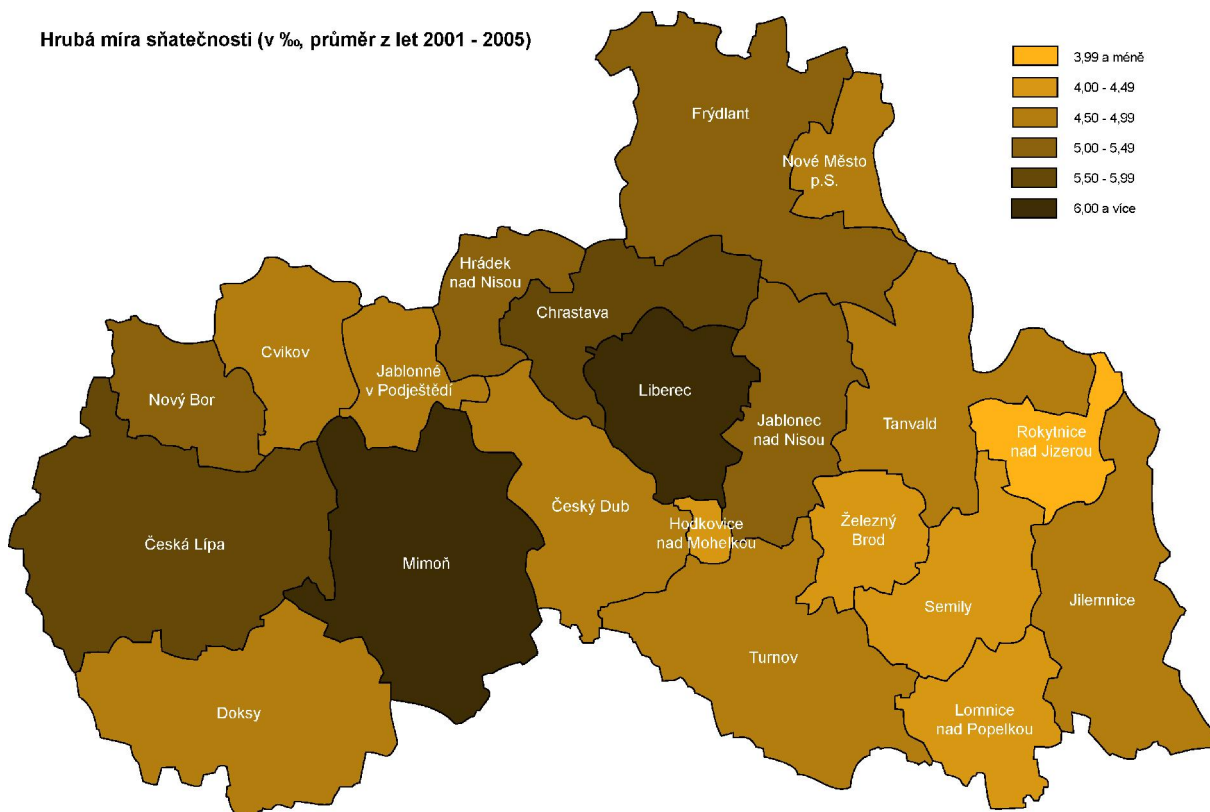 Hrubá míra sňatečnosti (v ‰, průměr z let 2001 - 2005)
3,99 a méně
4,00 - 4,49
4,50 - 4,99
5,00 - 5,49
5,50 - 5,99
6,00 a více
Frýdlant
Nové Město
p.S.
Hrádek
nad Nisou
Chrastava
Cvikov
Jablonné
v Podještědí
Nový Bor
Liberec
Jablonec
nad Nisou
Tanvald
Rokytnice
nad Jizerou
Český Dub
Hodkovice
nad Mohelkou
Železný
Brod
Česká Lípa
Mimoň
Semily
Jilemnice
Turnov
Doksy
Lomnice
nad Popelkou